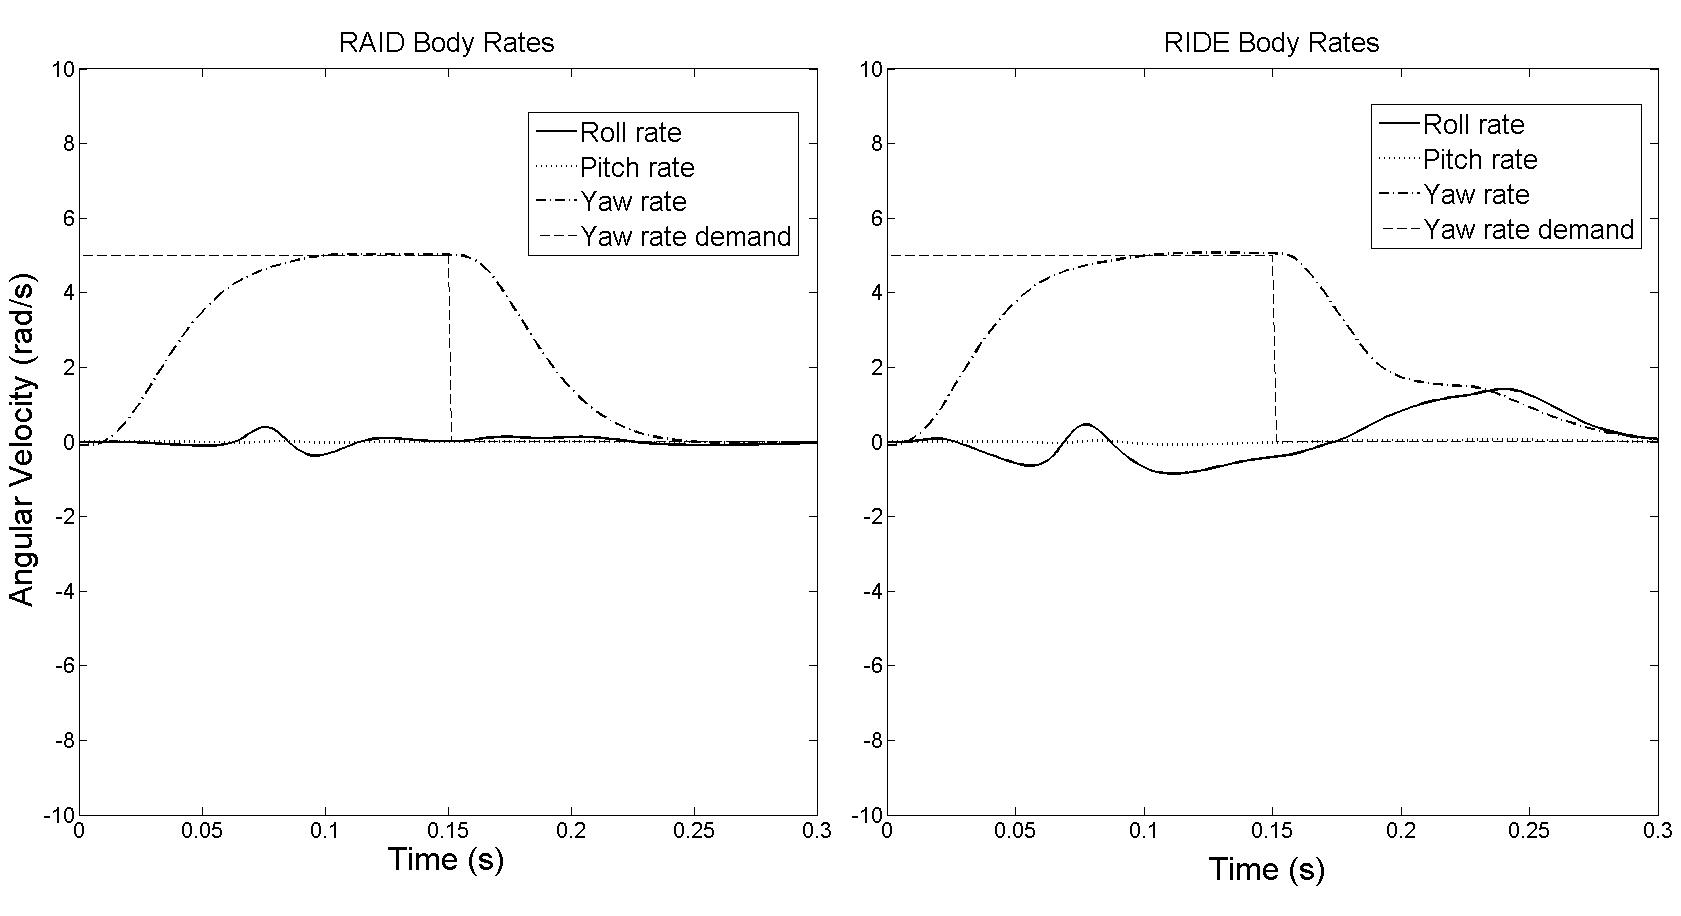 RAID Body Rates
10
8
6
4
2
0
-2
-4
-6
-8
-10
Angular Velocity (rad/s)
Roll rate
Pitch rate
Yaw rate
Yaw rate demand
0 0.05 0.1 0.15 0.2 0.25 0.3
Time (s)
RIDE Body Rates
10
8
6
4
2
0
-2
-4
-6
-8
-10
Roll rate
Pitch rate
Yaw rate
Yaw rate demand
0 0.05 0.1 0.15 0.2 0.25 0.3
Time (s)